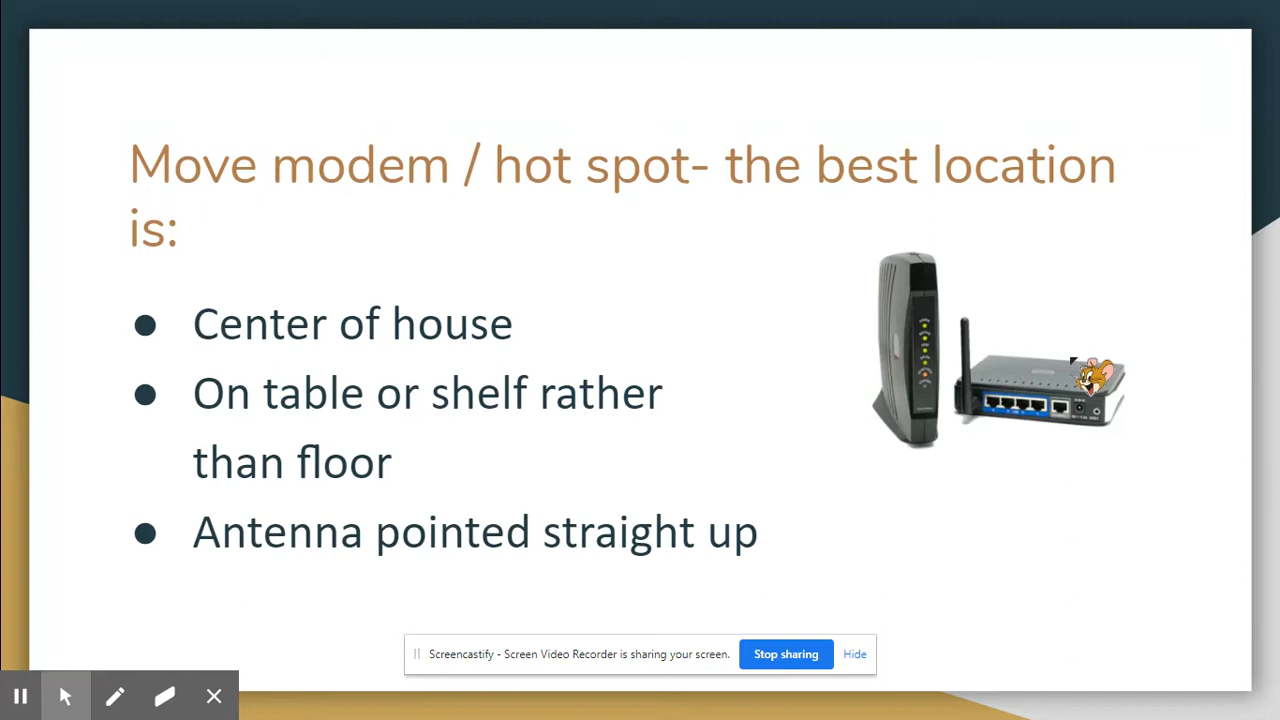 Move modem / hot spot- the best location
is:
● Center of house
● On table or shelf rather
than floor
● Antenna pointed straight up
Screencastify - Screen Video Recorder is sharing your screen. Stop sharing Hide